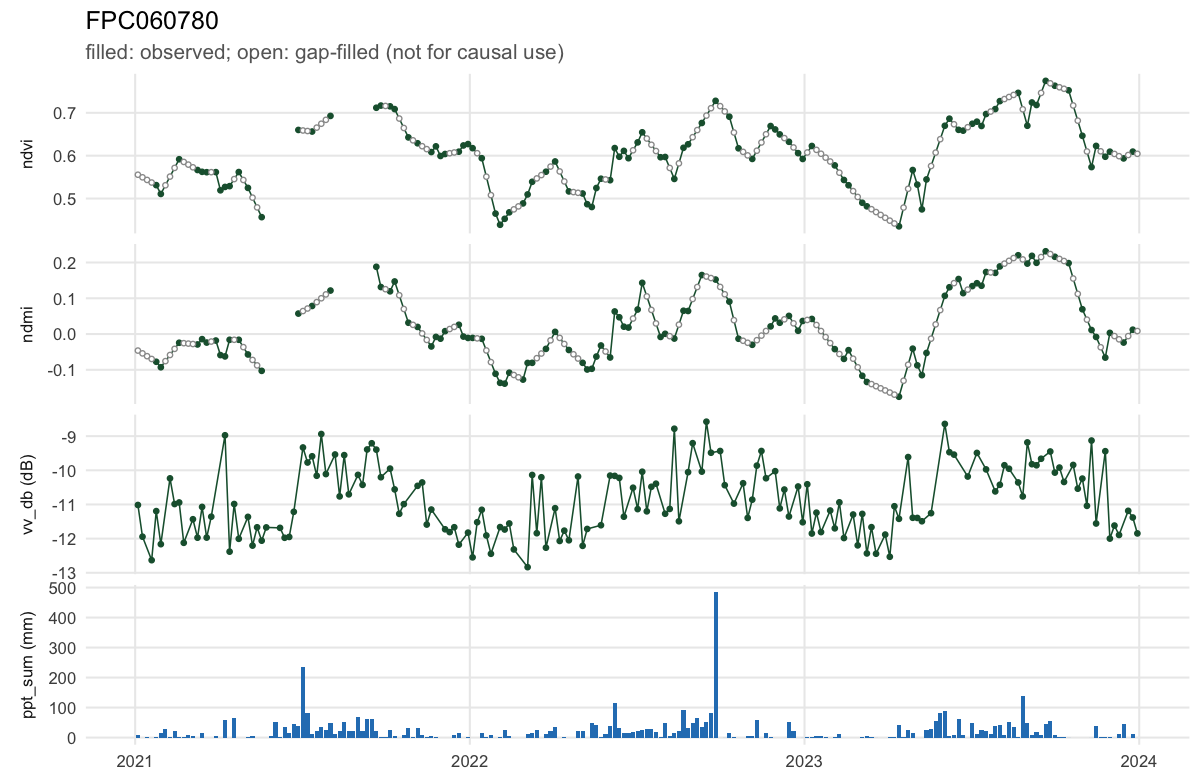 FPC060780
filled: observed; open: gap-filled (not for causal use)
ndvi
0.7
0.6
0.5
ndmi
0.2
0.1
0.0
-0.1
vv_db (dB)
-9
-10
-11
-12
-13
ppt_sum (mm)
500
400
300
200
100
0
2021 2022 2023 2024